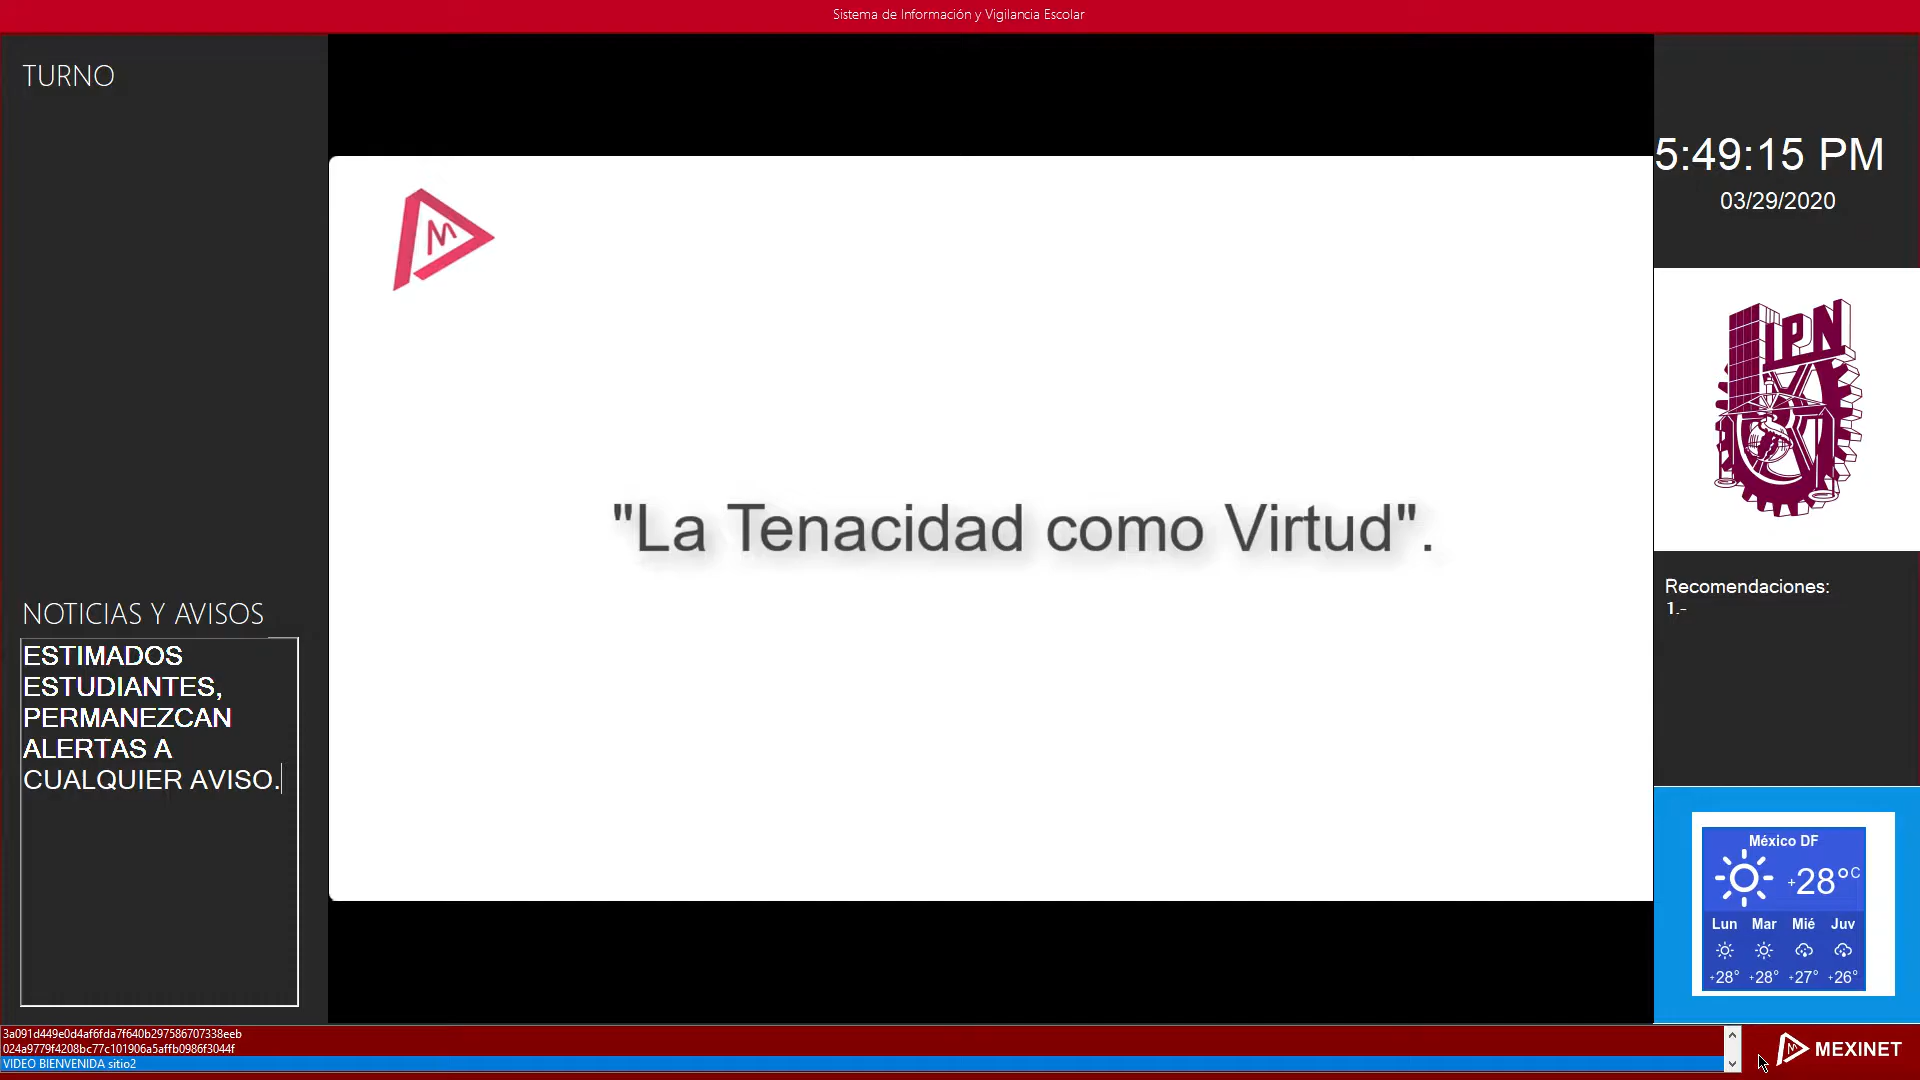 Sistema de Información y Vigilancia Escolar
TURNO
NOTICIAS Y AVISOS
ESTIMADOS
ESTUDIANTES,
PERMANEZCAN
ALERTAS A
CUALQUIER AVISO.
M
"La Tenacidad como Virtud".
5:49:15 PM
03/29/2020
IPN
Recomendaciones:
1.-
México DF
+28°C
Lun Mar Mié Juv
+28° +28° +27° +26°
3a091d449e0d4af6fda7f640b297586707338eeb
024a9779f4208bc77c101906a5affb0986f3044f
VIDEO BIENVENIDA sitio2
M MEXINET